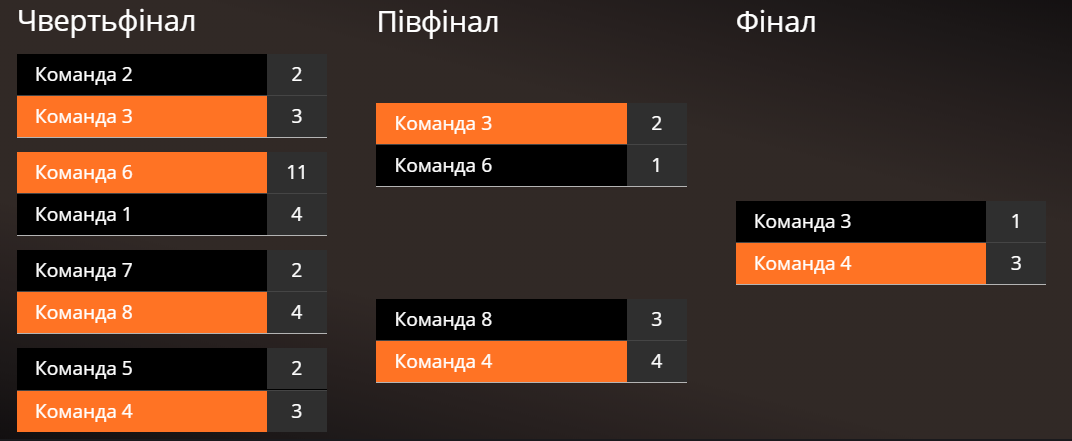 Чвертьфінал
Команда 2 2
Команда 3 3
Команда 6 11
Команда 1 4
Команда 7 2
Команда 8 4
Команда 5 2
Команда 4 3
Півфінал
Команда 3 2
Команда 6 1
Команда 8 3
Команда 4 4
Фінал
Команда 3 1
Команда 4 3